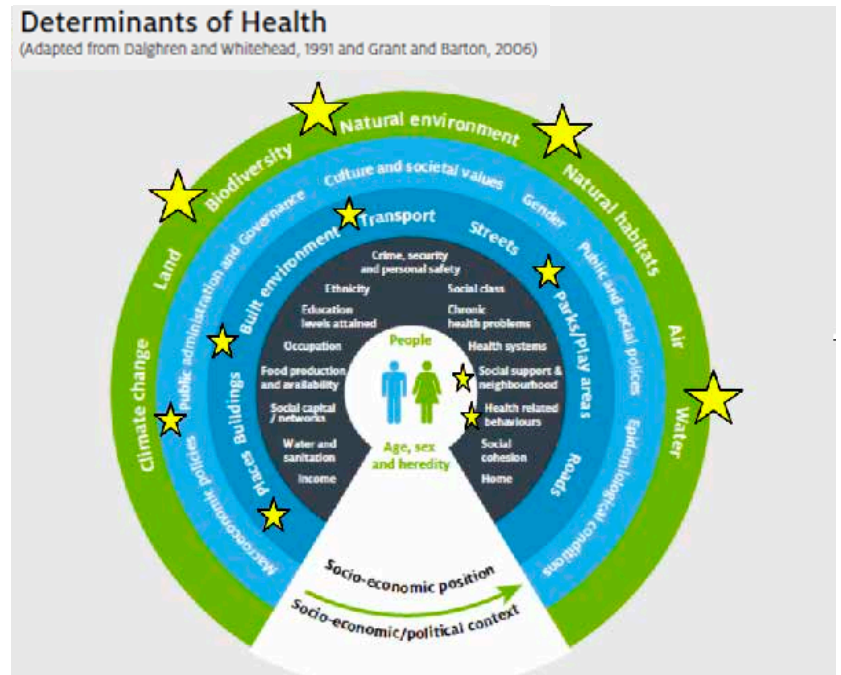 Determinants of Health
(Adapted from Dalghren and Whitehead, 1991 and Grant and Barton, 2006)
Climate change
Land
Biodiversity
Natural environment
Natural habitats
Air
Water
Macroeconomic policies
Public administration and Governance
Culture and societal values
Gender
Public and social polices
Epidemiological conditions
Places
Buildings
Built environment
Transport
Streets
Parks/Play areas
Roads
Crime, security
and personal safety
Ethnicity
Education
levels attained
Occupation
Food production
and availability
Social capital
/ networks
Water and
sanitation
Income
Social class
Chronic
health problems
Health systems
Social support &
neighbourhood
Health related
behaviours
Social
cohesion
Home
People
Age, sex
and heredity
Socio-economic position
Socio-economic/political context